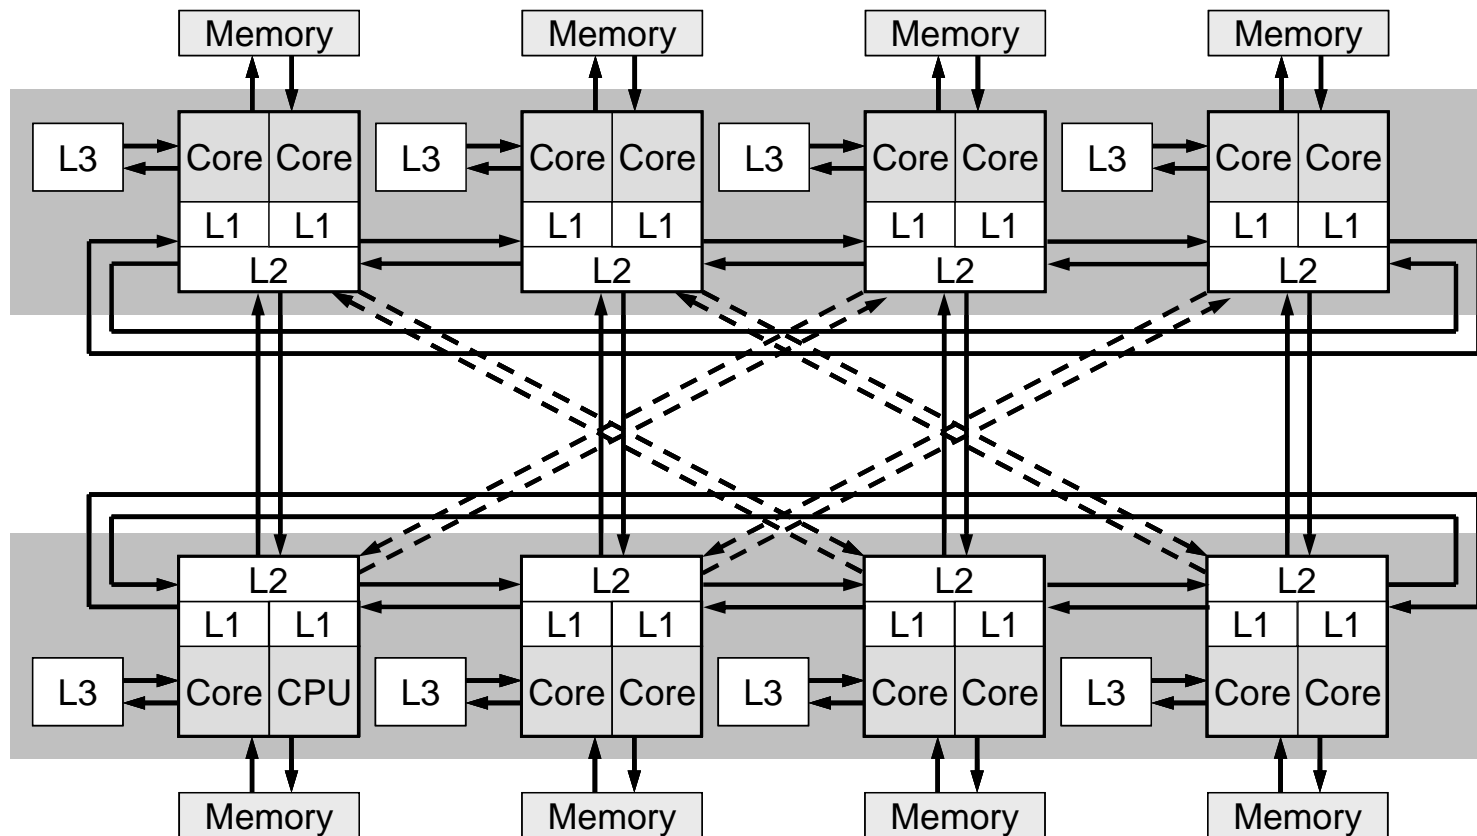 Memory Memory Memory Memory
L3 Core Core L3 Core Core L3 Core Core L3 Core Core
L1 L1 L1 L1 L1 L1 L1 L1
L2 L2 L2 L2
L2 L2 L2 L2
L1 L1 L1 L1 L1 L1 L1 L1
L3 Core CPU L3 Core Core L3 Core Core L3 Core Core
Memory Memory Memory Memory